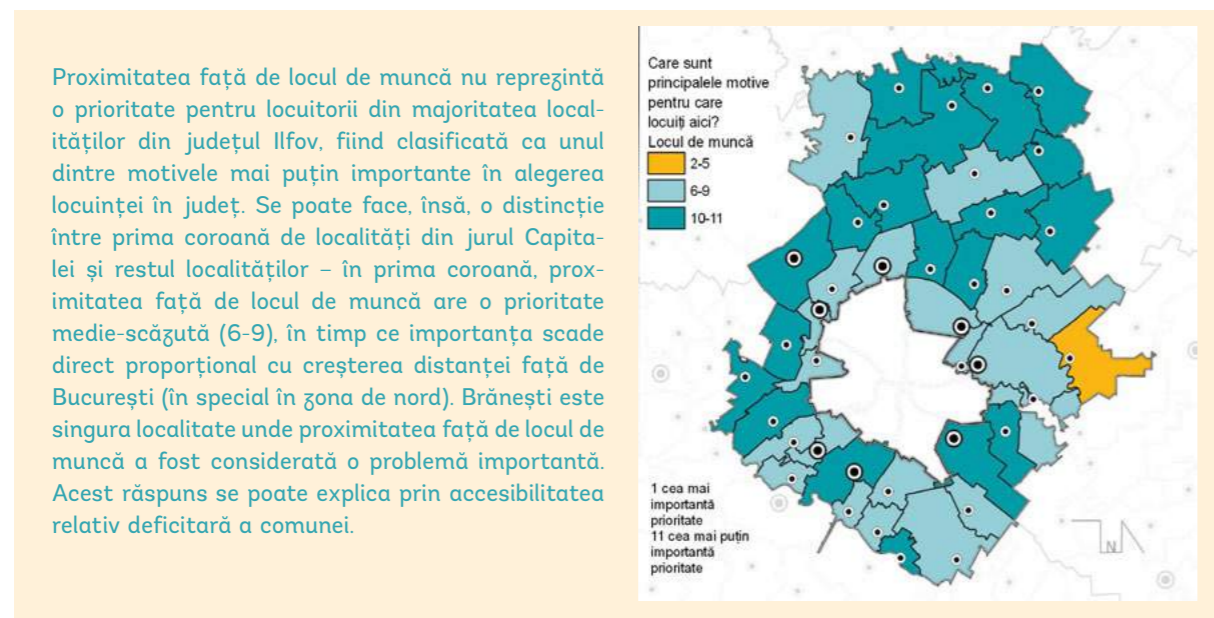 Proximitatea față de locul de muncă nu reprezintă
o prioritate pentru locuitorii din majoritatea local-
ităților din județul Ilfov, fiind clasificată ca unul
dintre motivele mai puțin importante în alegerea
locuinței în județ. Se poate face, însă, o distincție
între prima coroană de localități din jurul Capita-
lei și restul localităților – în prima coroană, prox-
imitatea față de locul de muncă are o prioritate
medie-scăzută (6-9), în timp ce importanța scade
direct proporțional cu creșterea distanței față de
București (în special în zona de nord). Brănești este
singura localitate unde proximitatea față de locul de
muncă a fost considerată o problemă importantă.
Acest răspuns se poate explica prin accesibilitatea
relativ deficitară a comunei.
Care sunt
principalele motive
pentru care
locuiți aici?
Locul de muncă
2-5
6-9
10-11
1 cea mai
importantă
prioritate
11 cea mai puțin
importantă
prioritate
N